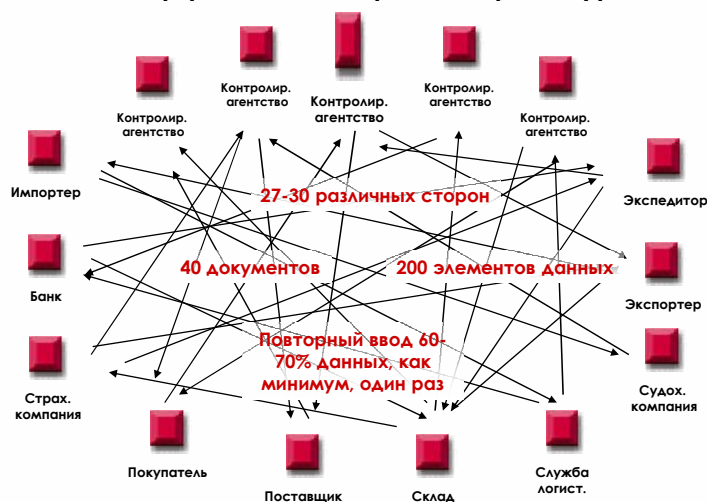 Контролир.
агентство
Контролир.
агентство
Контролир.
агентство
Контролир.
агентство
Контролир.
агентство
Импортер
Экспедитор
27-30 различных сторон
40 документов
200 элементов данных
Банк
Экспортер
Повторный ввод 60-
70% данных, как
минимум, один раз
Страх.
компания
Судох.
компания
Покупатель
Поставщик
Склад
Служба
логист.